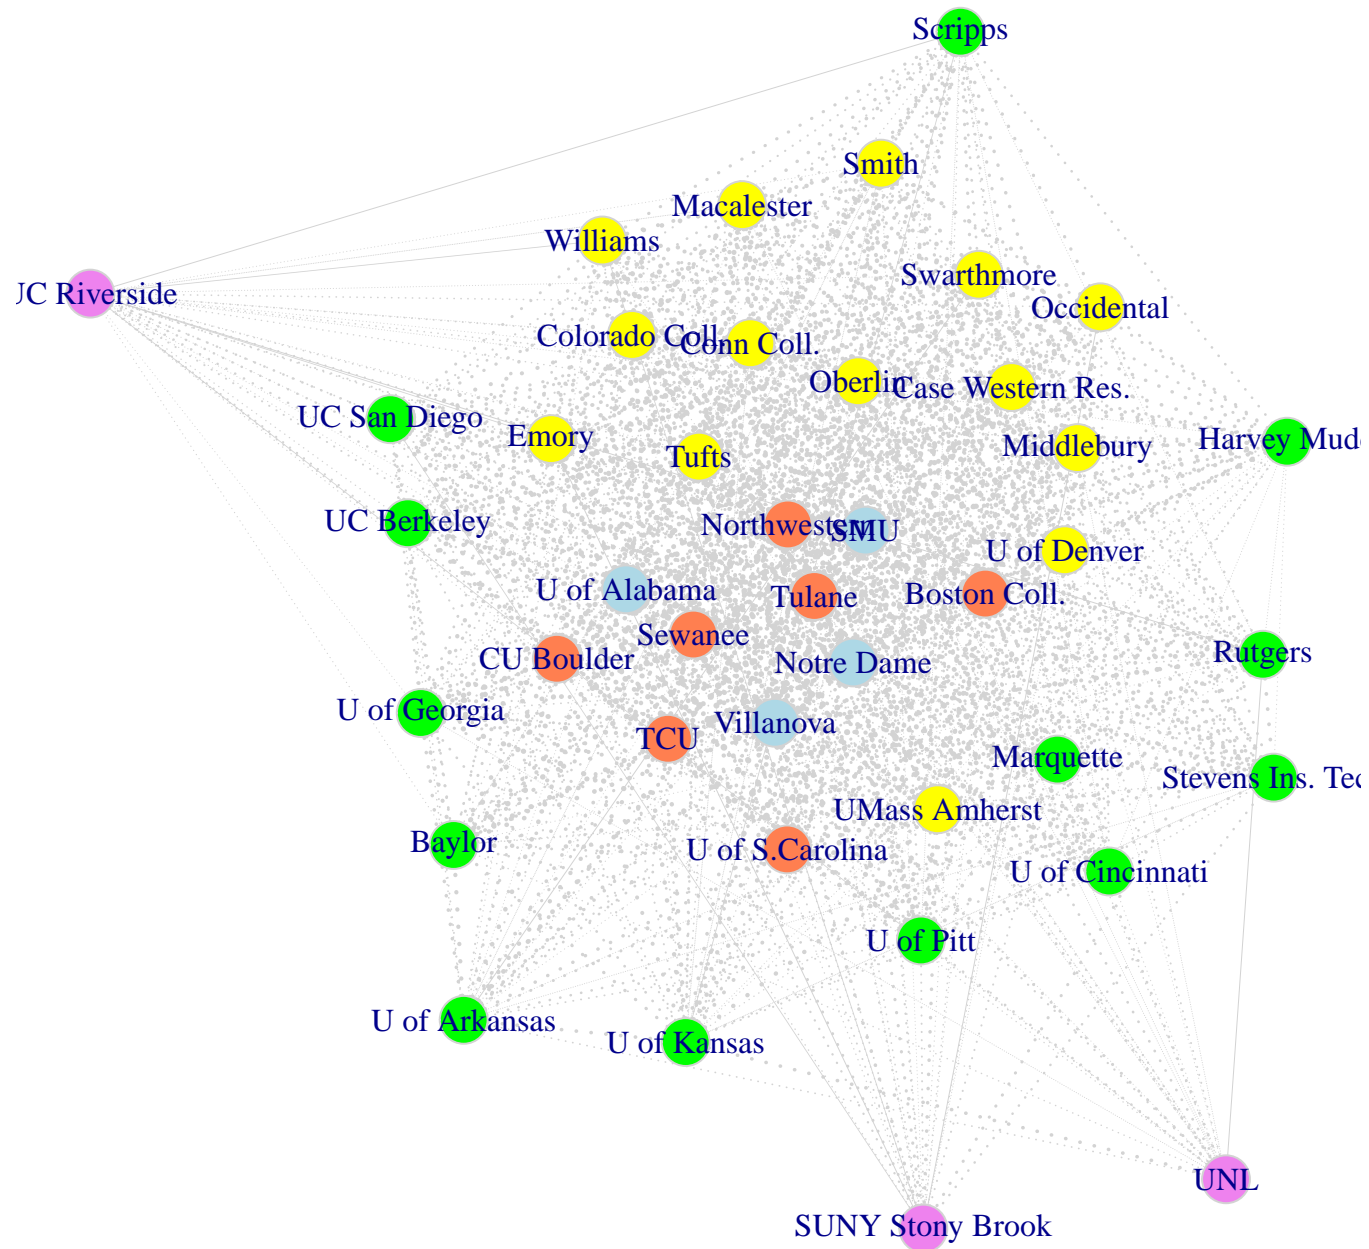 Scripps
Smith
Macalester
Williams
Swarthmore
JC Riverside
Occidental
Colorado Coll.
Conn Coll.
Oberlin
Case Western Res.
UC San Diego
Emory
Tufts
Middlebury
Harvey Mud
UC Berkeley
Northwestern
SMU
U of Denver
U of Alabama
Tulane
Boston Coll.
Sewanee
CU Boulder
Notre Dame
Rutgers
U of Georgia
TCU
Villanova
Marquette
Stevens Ins. Tec
UMass Amherst
Baylor
U of S.Carolina
U of Cincinnati
U of Pitt
U of Arkansas
U of Kansas
UNL
SUNY Stony Brook